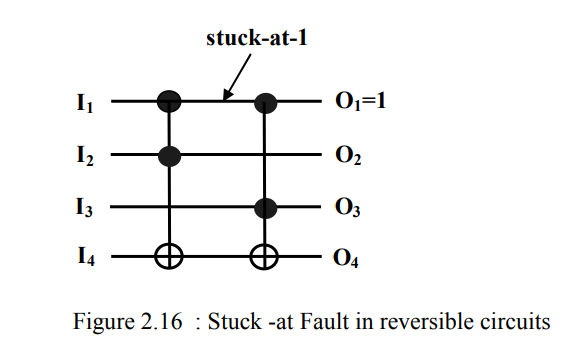 stuck-at-1
I₁ O₁=1
I₂ O₂
I₃ O₃
I₄ O₄
Figure 2.16 : Stuck -at Fault in reversible circuits